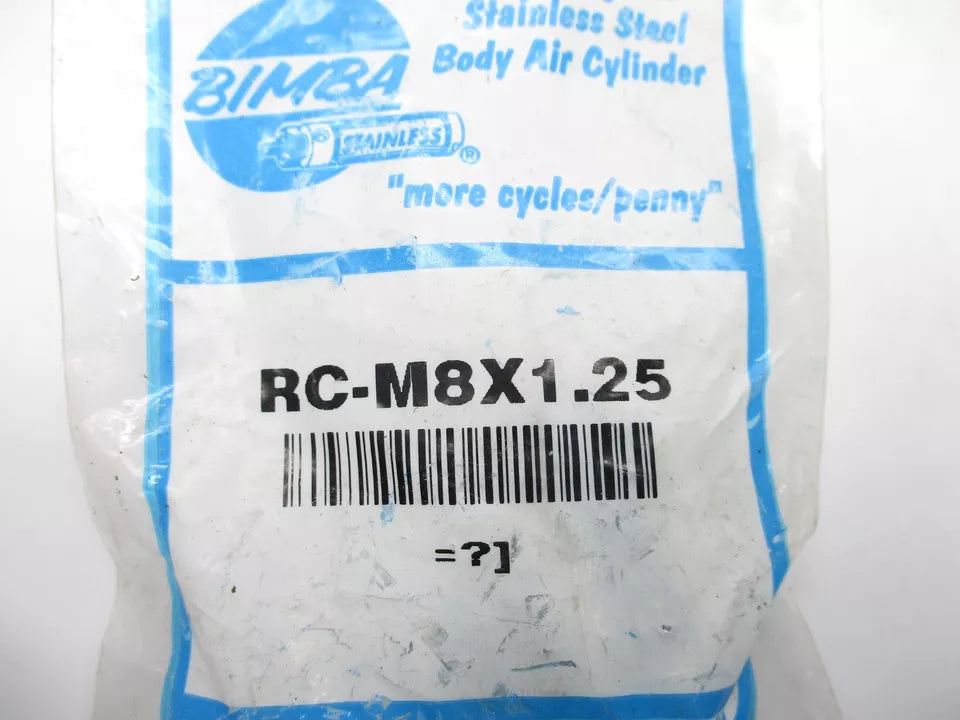 Stainless Steel
Body Air Cylinder
BIMBA
STAINLESS
®
"more cycles/penny"
RC-M8X1.25
=?]